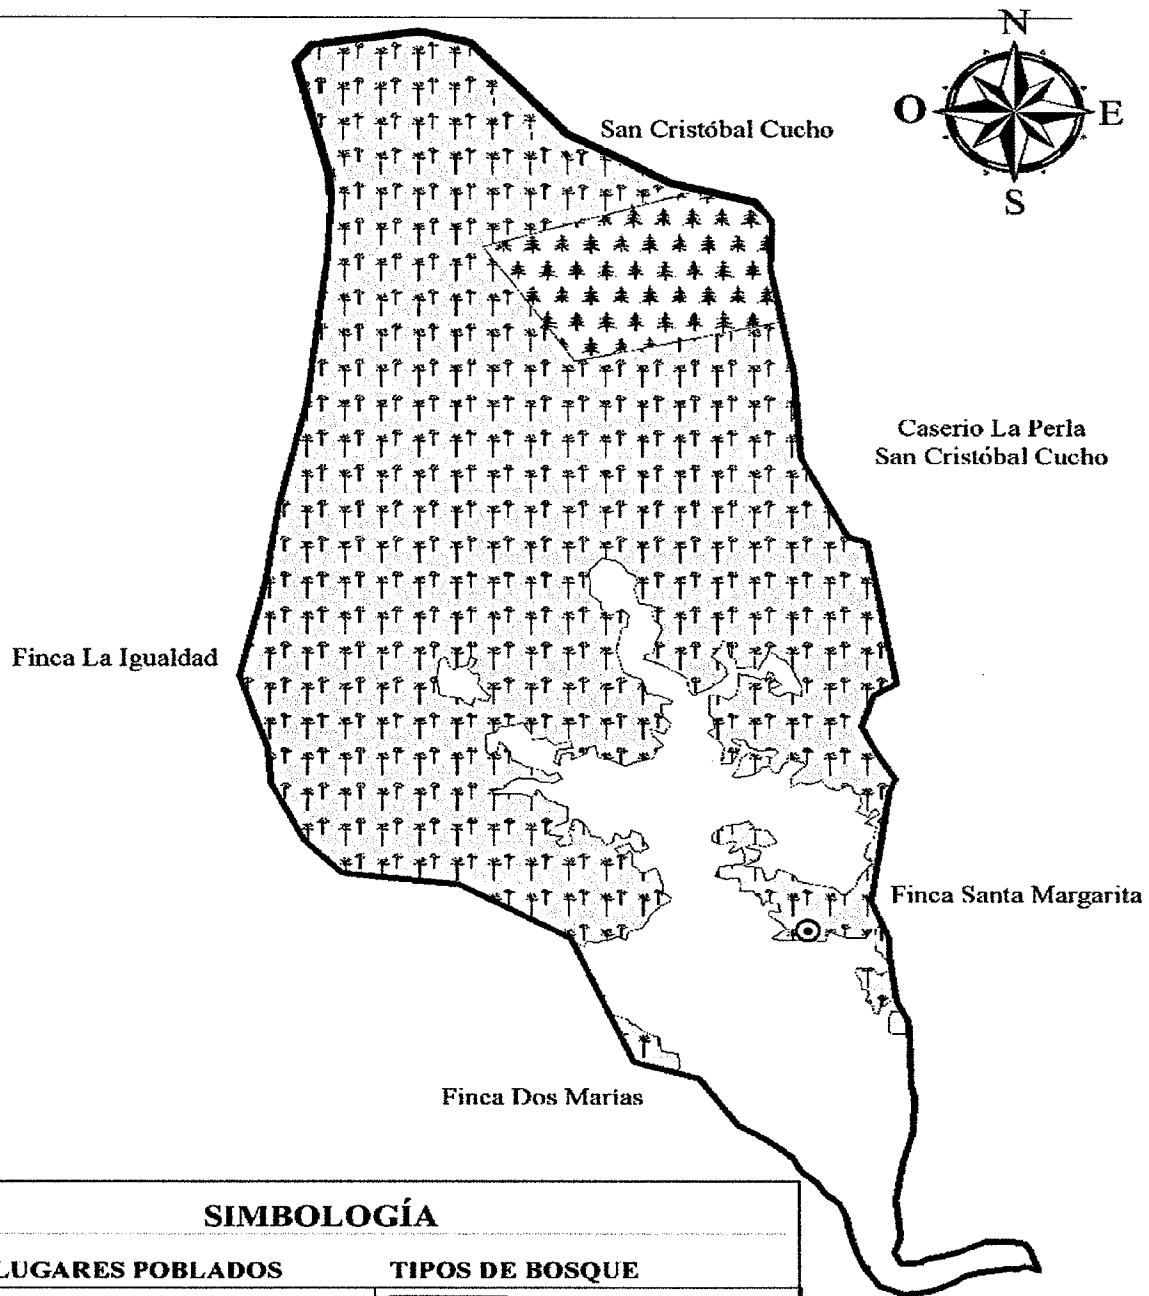 N
San Cristóbal Cucho
O
E
S
Caserio La Perla
San Cristóbal Cucho
Finca La Igualdad
Finca Santa Margarita
Finca Dos Marías
SIMBOLOGÍA
LUGARES POBLADOS
TIPOS DE BOSQUE